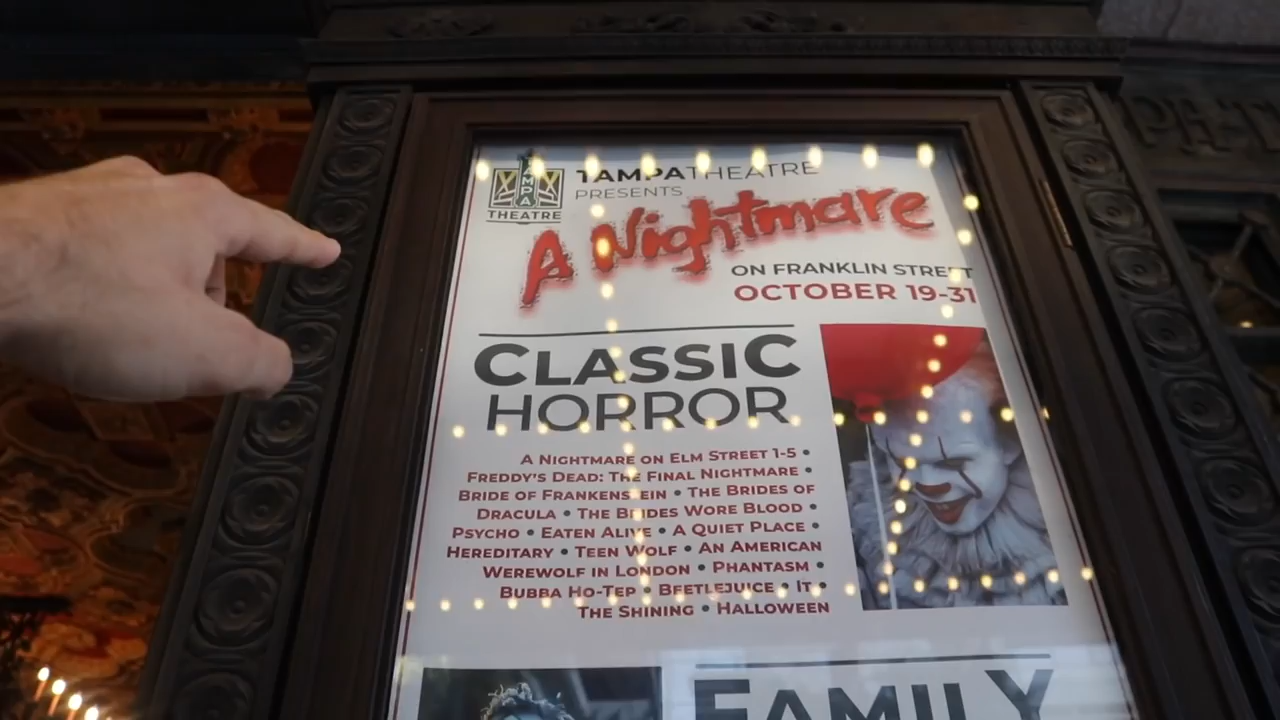 TAMPA
THEATRE
TAMPATHEATRE
PRESENTS
A Nightmare
ON FRANKLIN STREET
OCTOBER 19-31
CLASSIC
HORROR
A NIGHTMARE ON ELM STREET 1-5 •
FREDDY'S DEAD: THE FINAL NIGHTMARE •
BRIDE OF FRANKENSTEIN • THE BRIDES OF
DRACULA • THE BRIDES WORE BLOOD •
PSYCHO • EATEN ALIVE • A QUIET PLACE •
HEREDITARY • TEEN WOLF • AN AMERICAN
WEREWOLF IN LONDON • PHANTASM •
BUBBA HO-TEP • BEETLEJUICE • IT •
THE SHINING • HALLOWEEN
FAMILY